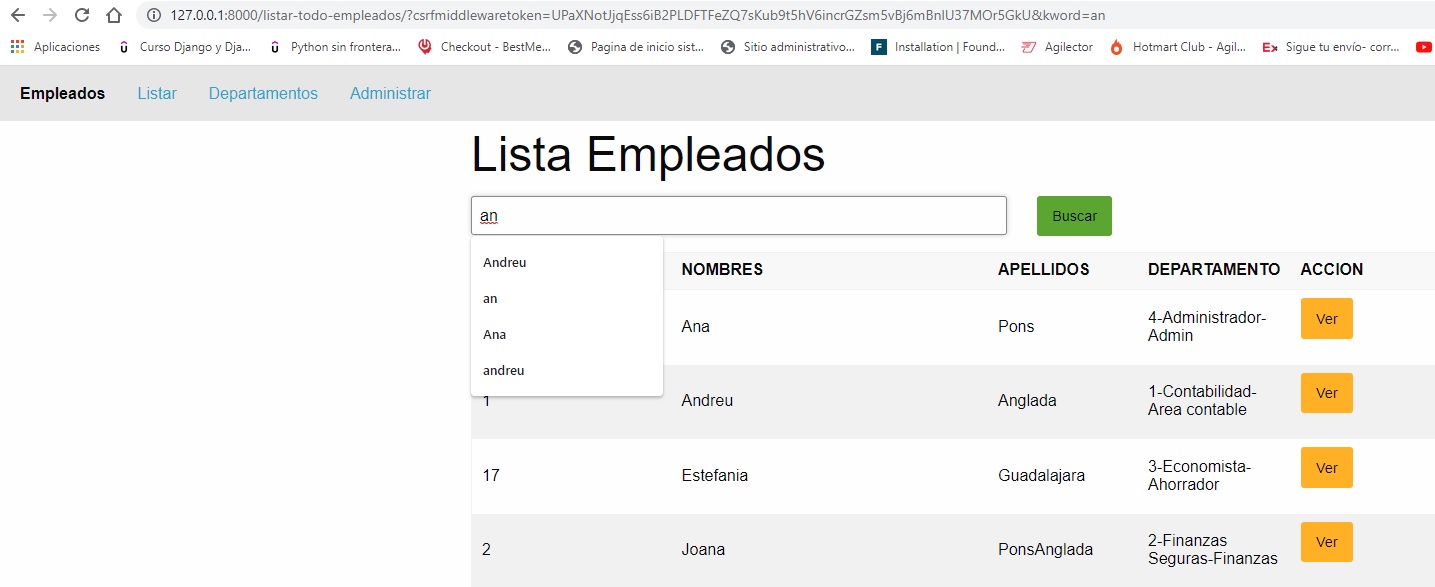 127.0.0.1:8000/listar-todo-empleados/?csrfmiddlewaretoken=UPaXNotJjqEss6iB2PLDFTFeZQ7sKub9t5hV6incrGZsm5vBj6mBnlU37MOr5GkU&kword=an
Aplicaciones Curso Django y Dja... Python sin frontera... Checkout - BestMe... Pagina de inicio sist... Sitio administrativo... Installation | Found... Agilector Hotmart Club - Agil... Sigue tu envío- corr...
Empleados Listar Departamentos Administrar
Lista Empleados
an Buscar
Andreu
an
Ana
andreu
NOMBRES APELLIDOS DEPARTAMENTO ACCION
Ana Pons 4-Administrador-
Admin
Ver
1 Andreu Anglada 1-Contabilidad-
Area contable
Ver
17 Estefania Guadalajara 3-Economista-
Ahorrador
Ver
2 Joana PonsAnglada 2-Finanzas
Seguras-Finanzas
Ver